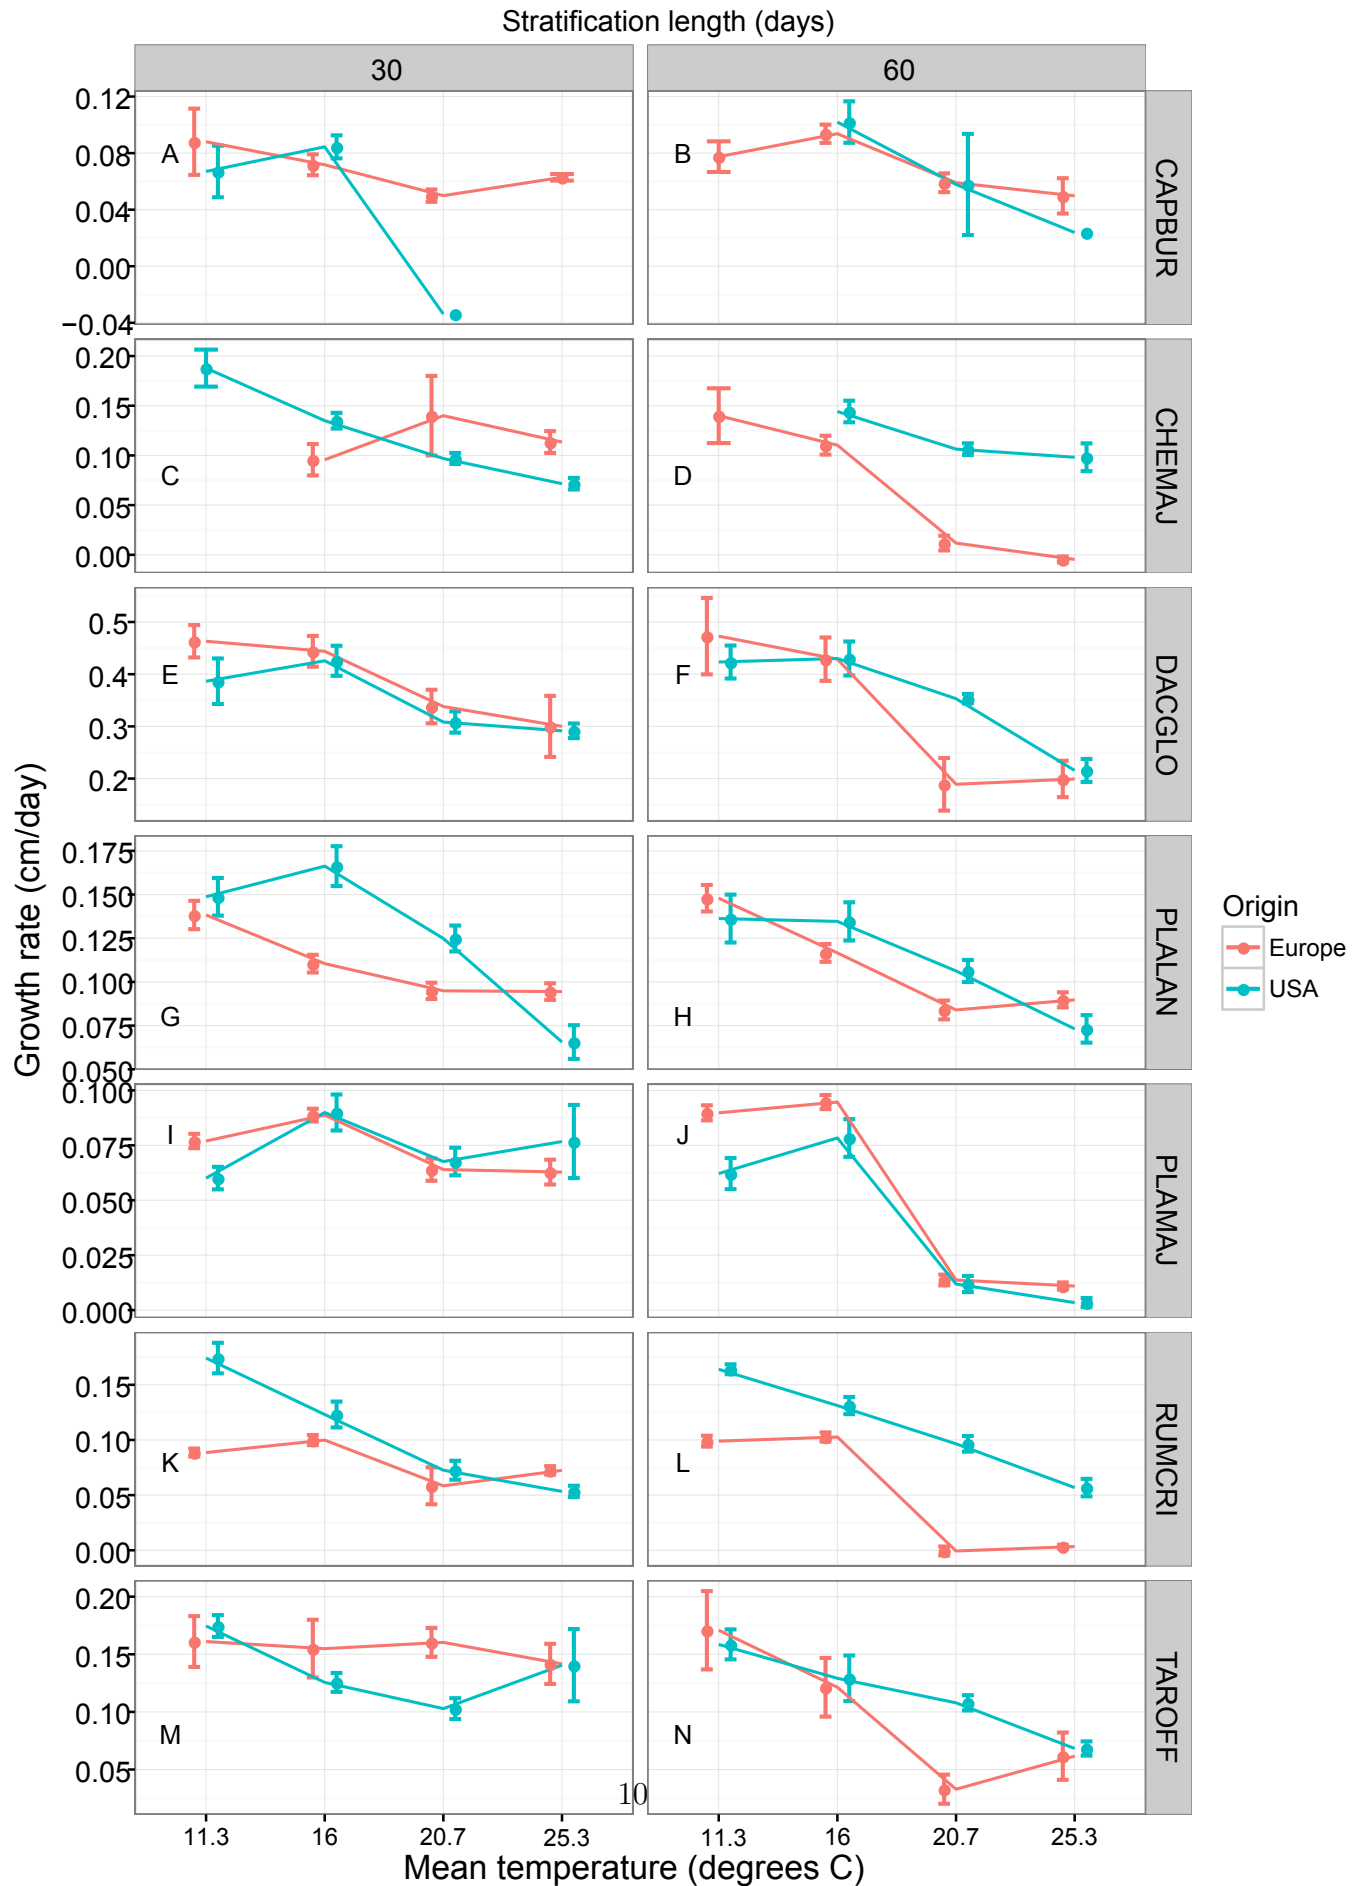 Stratification length (days)
30
60
0.12
0.08
0.04
0.00
−0.04
A
B
CAPBUR
0.20
0.15
0.10
0.05
0.00
C
D
CHEMAJ
0.5
0.4
0.3
0.2
E
F
DACGLO
Growth rate (cm/day)
0.175
0.150
0.125
0.100
0.075
0.050
G
H
PLALAN
Origin
Europe
USA
0.100
0.075
0.050
0.025
0.000
I
J
PLAMAJ
0.15
0.10
0.05
0.00
K
L
RUMCRI
0.20
0.15
0.10
0.05
M
N
TAROFF
10
11.3 16 20.7 25.3
11.3 16 20.7 25.3
Mean temperature (degrees C)